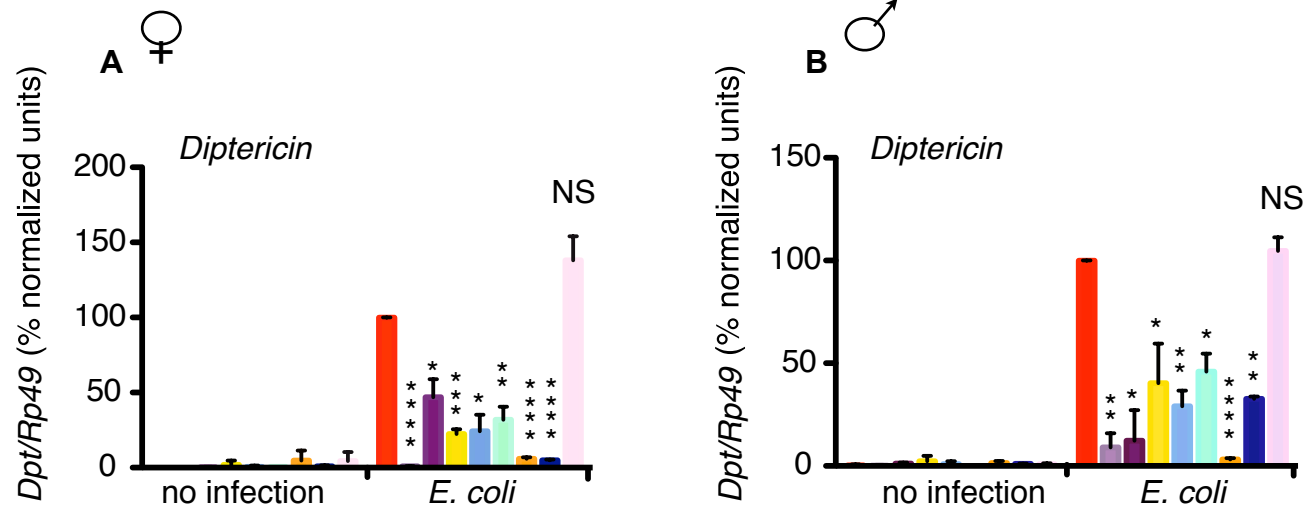 A
Dpt/Rp49 (% normalized units)
Diptericin
200
150
100
50
0
NS
****
*
***
*
**
****
****
no infection
E. coli
B
Dpt/Rp49 (% normalized units)
Diptericin
150
100
50
0
NS
**
*
*
**
*
****
**
no infection
E. coli